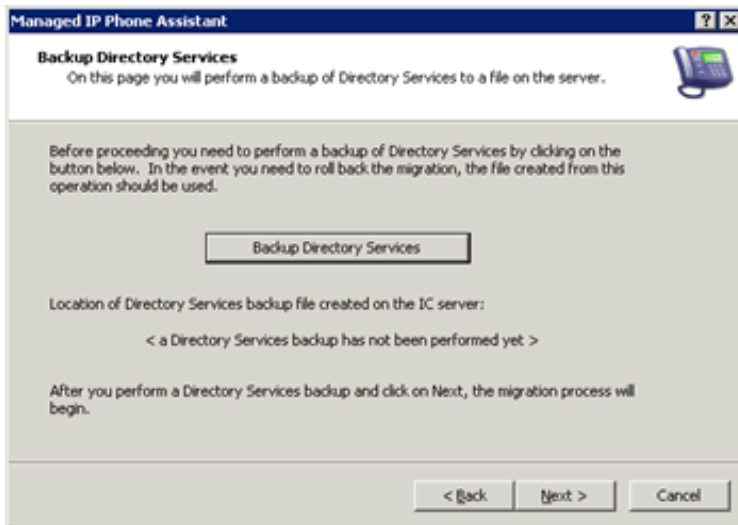 Managed IP Phone Assistant
Backup Directory Services
On this page you will perform a backup of Directory Services to a file on the server.
Before proceeding you need to perform a backup of Directory Services by clicking on the
button below. In the event you need to roll back the migration, the file created from this
operation should be used.
Backup Directory Services
Location of Directory Services backup file created on the IC server:
< a Directory Services backup has not been performed yet >
After you perform a Directory Services backup and click on Next, the migration process will
begin.
< Back Next > Cancel